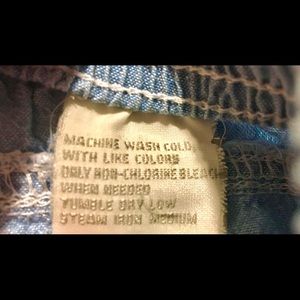 MACHINE WASH COLD,
WITH LIKE COLORS
ONLY NON-CHLORINE BLEACH
WHEN NEEDED
TUMBLE DRY LOW
STEAM IRON MEDIUM